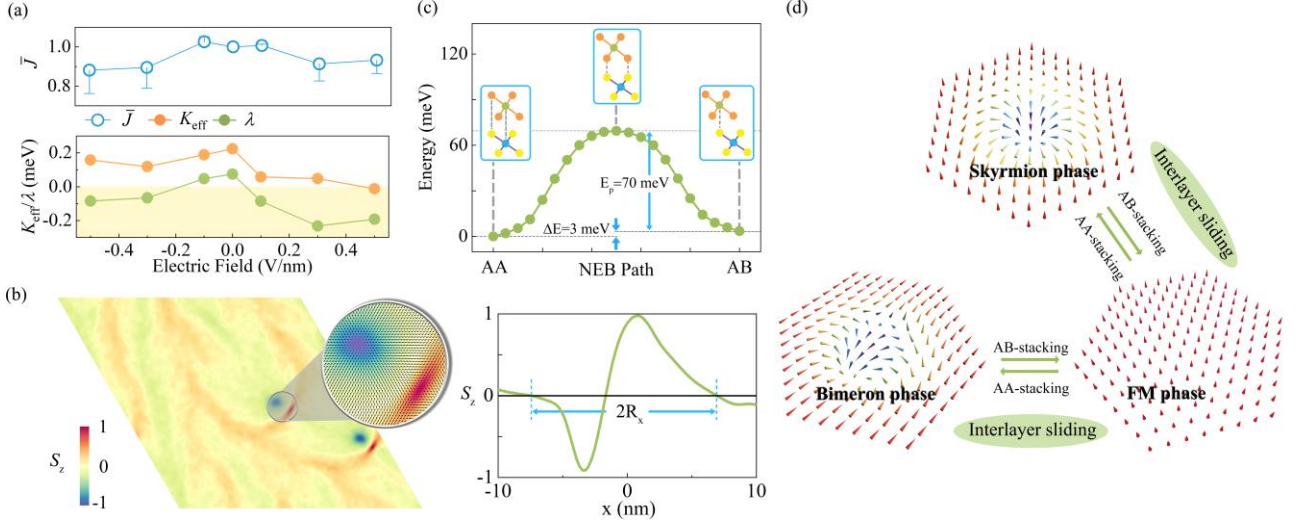 (a)
J̄
1.0
0.8
J̄ K_eff λ
K_eff/λ (meV)
0.2
0.0
-0.2
-0.4 -0.2 0.0 0.2 0.4
Electric Field (V/nm)
(b)
S_z
1
0
-1
(c)
Energy (meV)
120
60
0
E_p=70 meV
ΔE=3 meV
AA NEB Path AB
S_z
1
0
-1
2R_x
-10 0 10
x (nm)
(d)
Skyrmion phase
Interlayer sliding
AB-stacking
AA-stacking
Bimeron phase
AB-stacking
AA-stacking
FM phase
Interlayer sliding